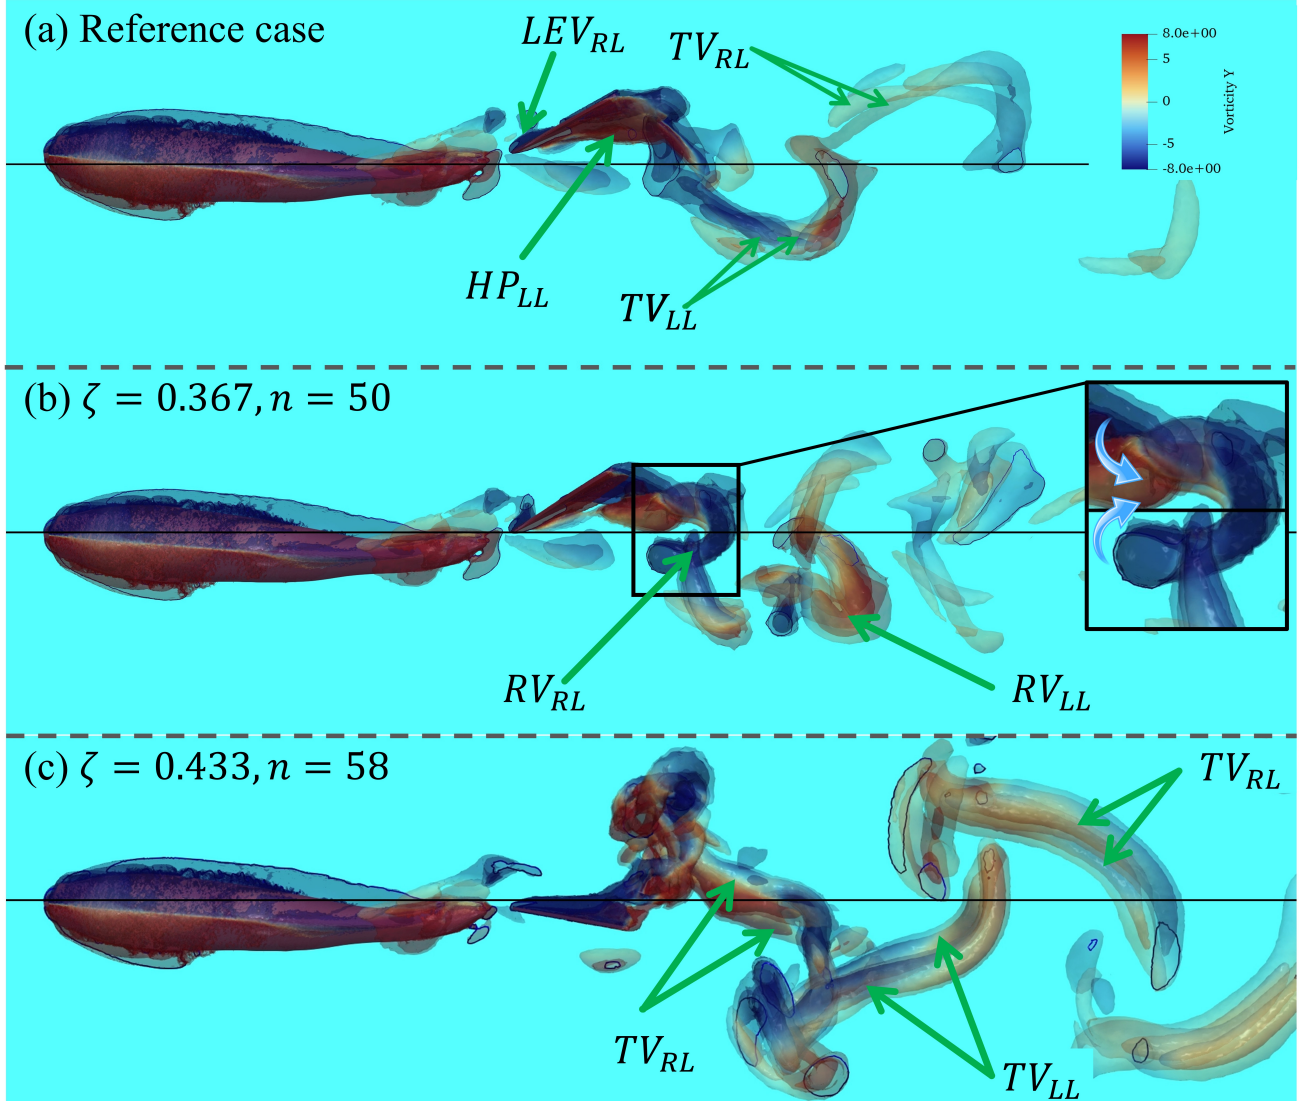 (a) Reference case
LEV_RL
TV_RL
8.0e+00
5
0
-5
-8.0e+00
Vorticity Y
HP_LL
TV_LL
(b) ζ = 0.367, n = 50
RV_RL
RV_LL
(c) ζ = 0.433, n = 58
TV_RL
TV_RL
TV_LL